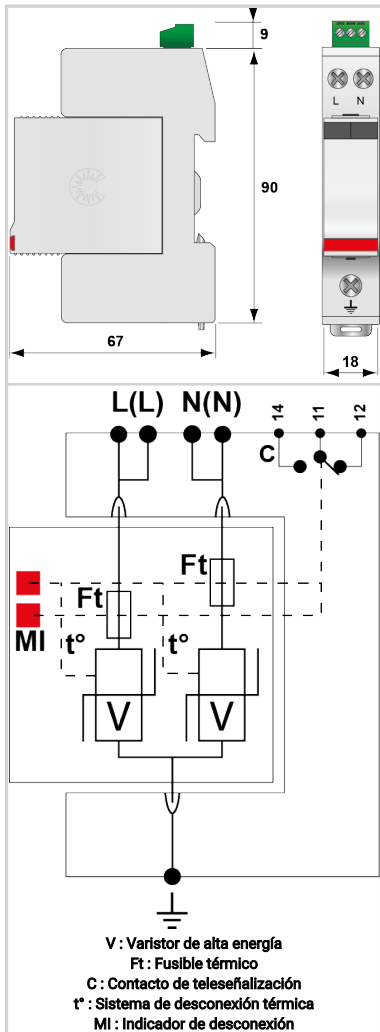 9
L N
90
67
18
L(L) N(N)
14 11 12
C
Ft
Ft
MI
t°
t°
V
V
V : Varistor de alta energía
Ft : Fusible térmico
C : Contacto de teleseñalización
t° : Sistema de desconexión térmica
MI : Indicador de desconexión